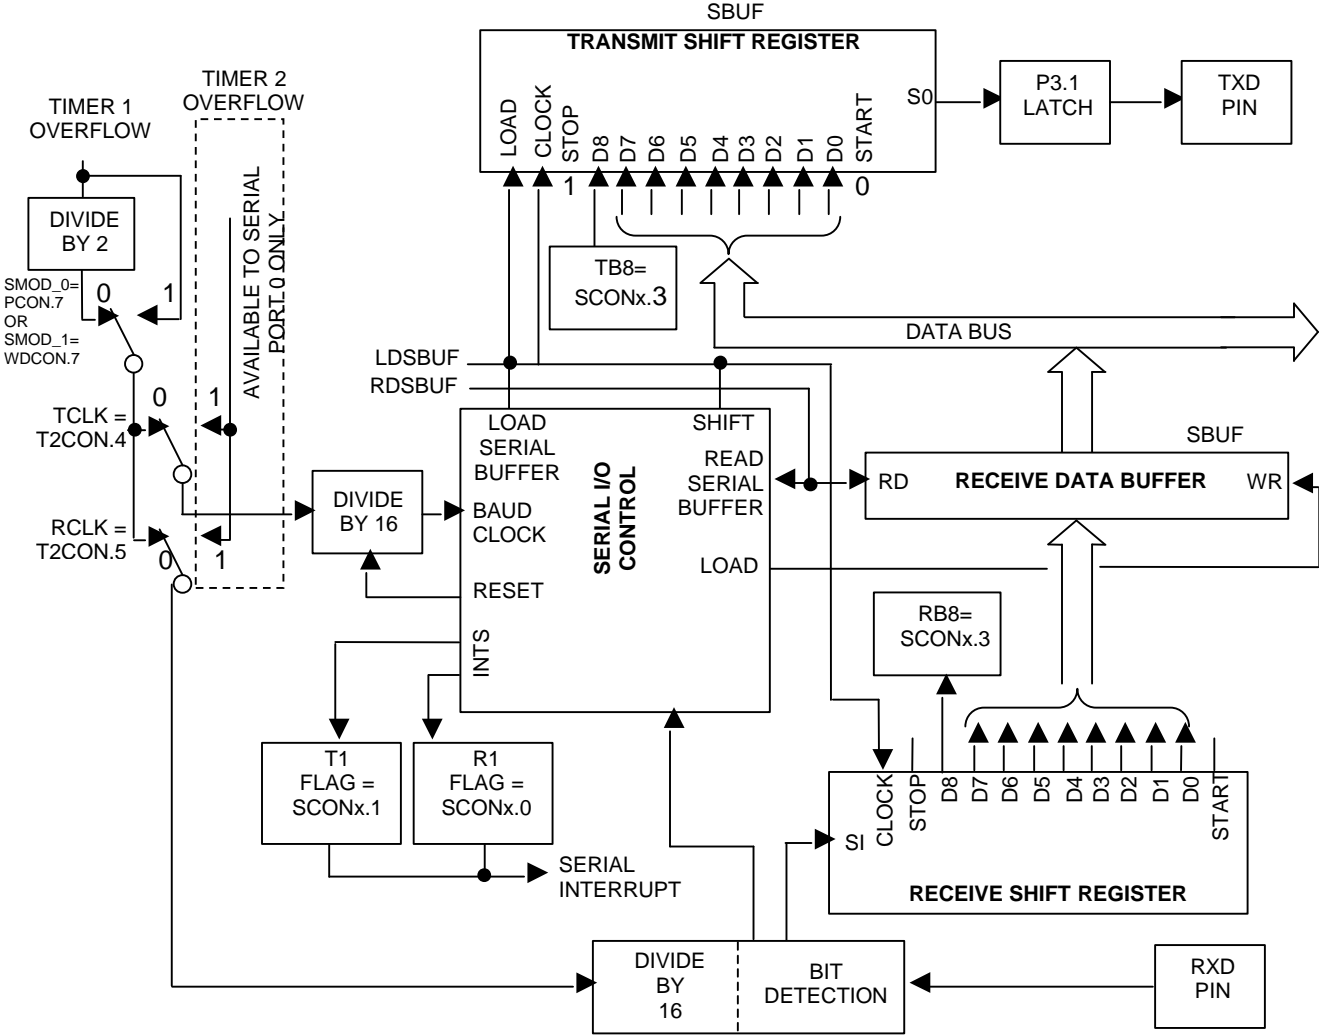 SBUF
TRANSMIT SHIFT REGISTER
LOAD
CLOCK
STOP
1
D8
D7
D6
D5
D4
D3
D2
D1
D0
START
0
S0
P3.1
LATCH
TXD
PIN
TIMER 1
OVERFLOW
TIMER 2
OVERFLOW
DIVIDE
BY 2
AVAILABLE TO SERIAL
PORT 0 ONLY
SMOD_0=
PCON.7
OR
SMOD_1=
WDCON.7
0
1
TB8=
SCONx.3
DATA BUS
LDSBUF
RDSBUF
TCLK =
T2CON.4
0
1
RCLK =
T2CON.5
0
1
DIVIDE
BY 16
LOAD
SERIAL
BUFFER
SHIFT
READ
SERIAL
BUFFER
BAUD
CLOCK
SERIAL I/O
CONTROL
LOAD
RESET
INTS
SBUF
RD
RECEIVE DATA BUFFER
WR
RB8=
SCONx.3
T1
FLAG =
SCONx.1
R1
FLAG =
SCONx.0
SERIAL
INTERRUPT
CLOCK
STOP
D8
D7
D6
D5
D4
D3
D2
D1
D0
START
SI
RECEIVE SHIFT REGISTER
DIVIDE
BY
16
BIT
DETECTION
RXD
PIN